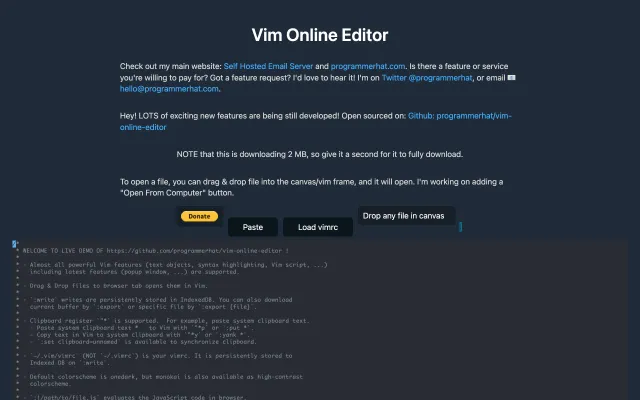 Vim Online Editor
Check out my main website: Self Hosted Email Server and programmerhat.com. Is there a feature or service
you're willing to pay for? Got a feature request? I'd love to hear it! I'm on Twitter @programmerhat, or email 📧
hello@programmerhat.com.
Hey! LOTS of exciting new features are being still developed! Open sourced on: Github: programmerhat/vim-
online-editor
NOTE that this is downloading 2 MB, so give it a second for it to fully download.
To open a file, you can drag & drop file into the canvas/vim frame, and it will open. I'm working on adding a
"Open From Computer" button.
Donate
Paste
Load vimrc
Drop any file in canvas
/*
* WELCOME TO LIVE DEMO OF https://github.com/programmerhat/vim-online-editor !
*
* - Almost all powerful Vim features (text objects, syntax highlighting, Vim script, ...)
*   including latest features (popup window, ...) are supported.
*
* - Drag & Drop files to browser tab opens them in Vim.
*
* - `:write` writes are persistently stored in IndexedDB. You can also download
*   current buffer by `:export` or specific file by `:export {file}`.
*
* - Clipboard register `"*` is supported. For example, paste system clipboard text.
*   - Paste system clipboard text *  to Vim with `"*p` or `:put *`.
*   - Copy text in Vim to system clipboard with `"*y` or `:yank *`.
*   - `:set clipboard=unnamed` is available to synchronize clipboard.
*
* - `~/.vim/vimrc` (NOT `~/.vimrc`) is your vimrc. It is persistently stored to
*   Indexed DB on `:write`.
*
* - Default colorscheme is onedark, but monokai is also available as high-contrast
*   colorscheme.
*
* - `:!/path/to/file.js` evaluates the JavaScript code in browser.